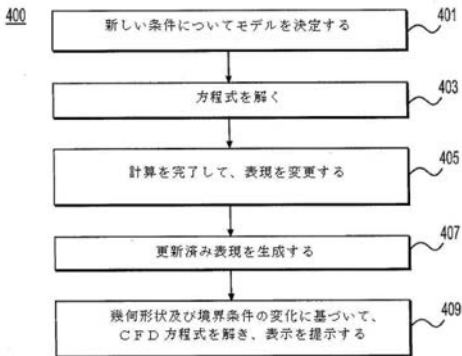 400
新しい条件についてモデルを決定する
401
方程式を解く
403
計算を完了して、表現を変更する
405
更新済み表現を生成する
407
幾何形状及び境界条件の変化に基づいて、
CFD方程式を解き、表示を提示する
409